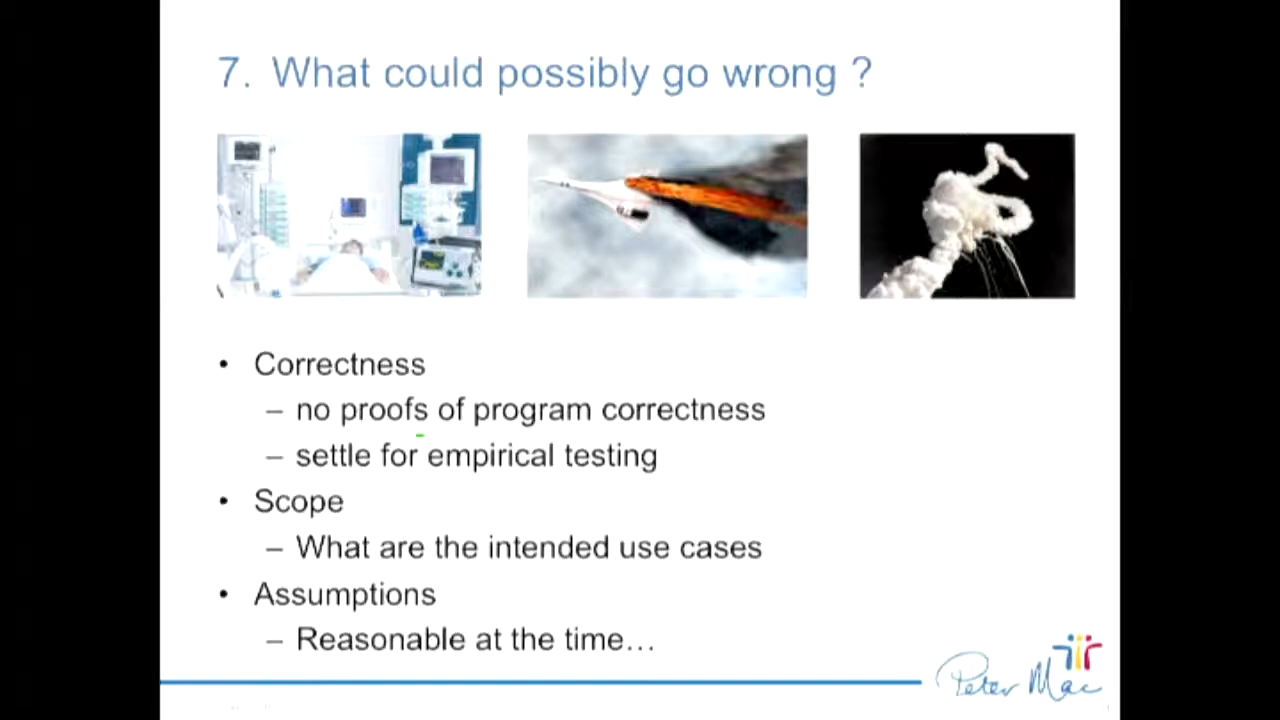 7. What could possibly go wrong ?
• Correctness
– no proofs of program correctness
– settle for empirical testing
• Scope
– What are the intended use cases
• Assumptions
– Reasonable at the time…
Peter Mac